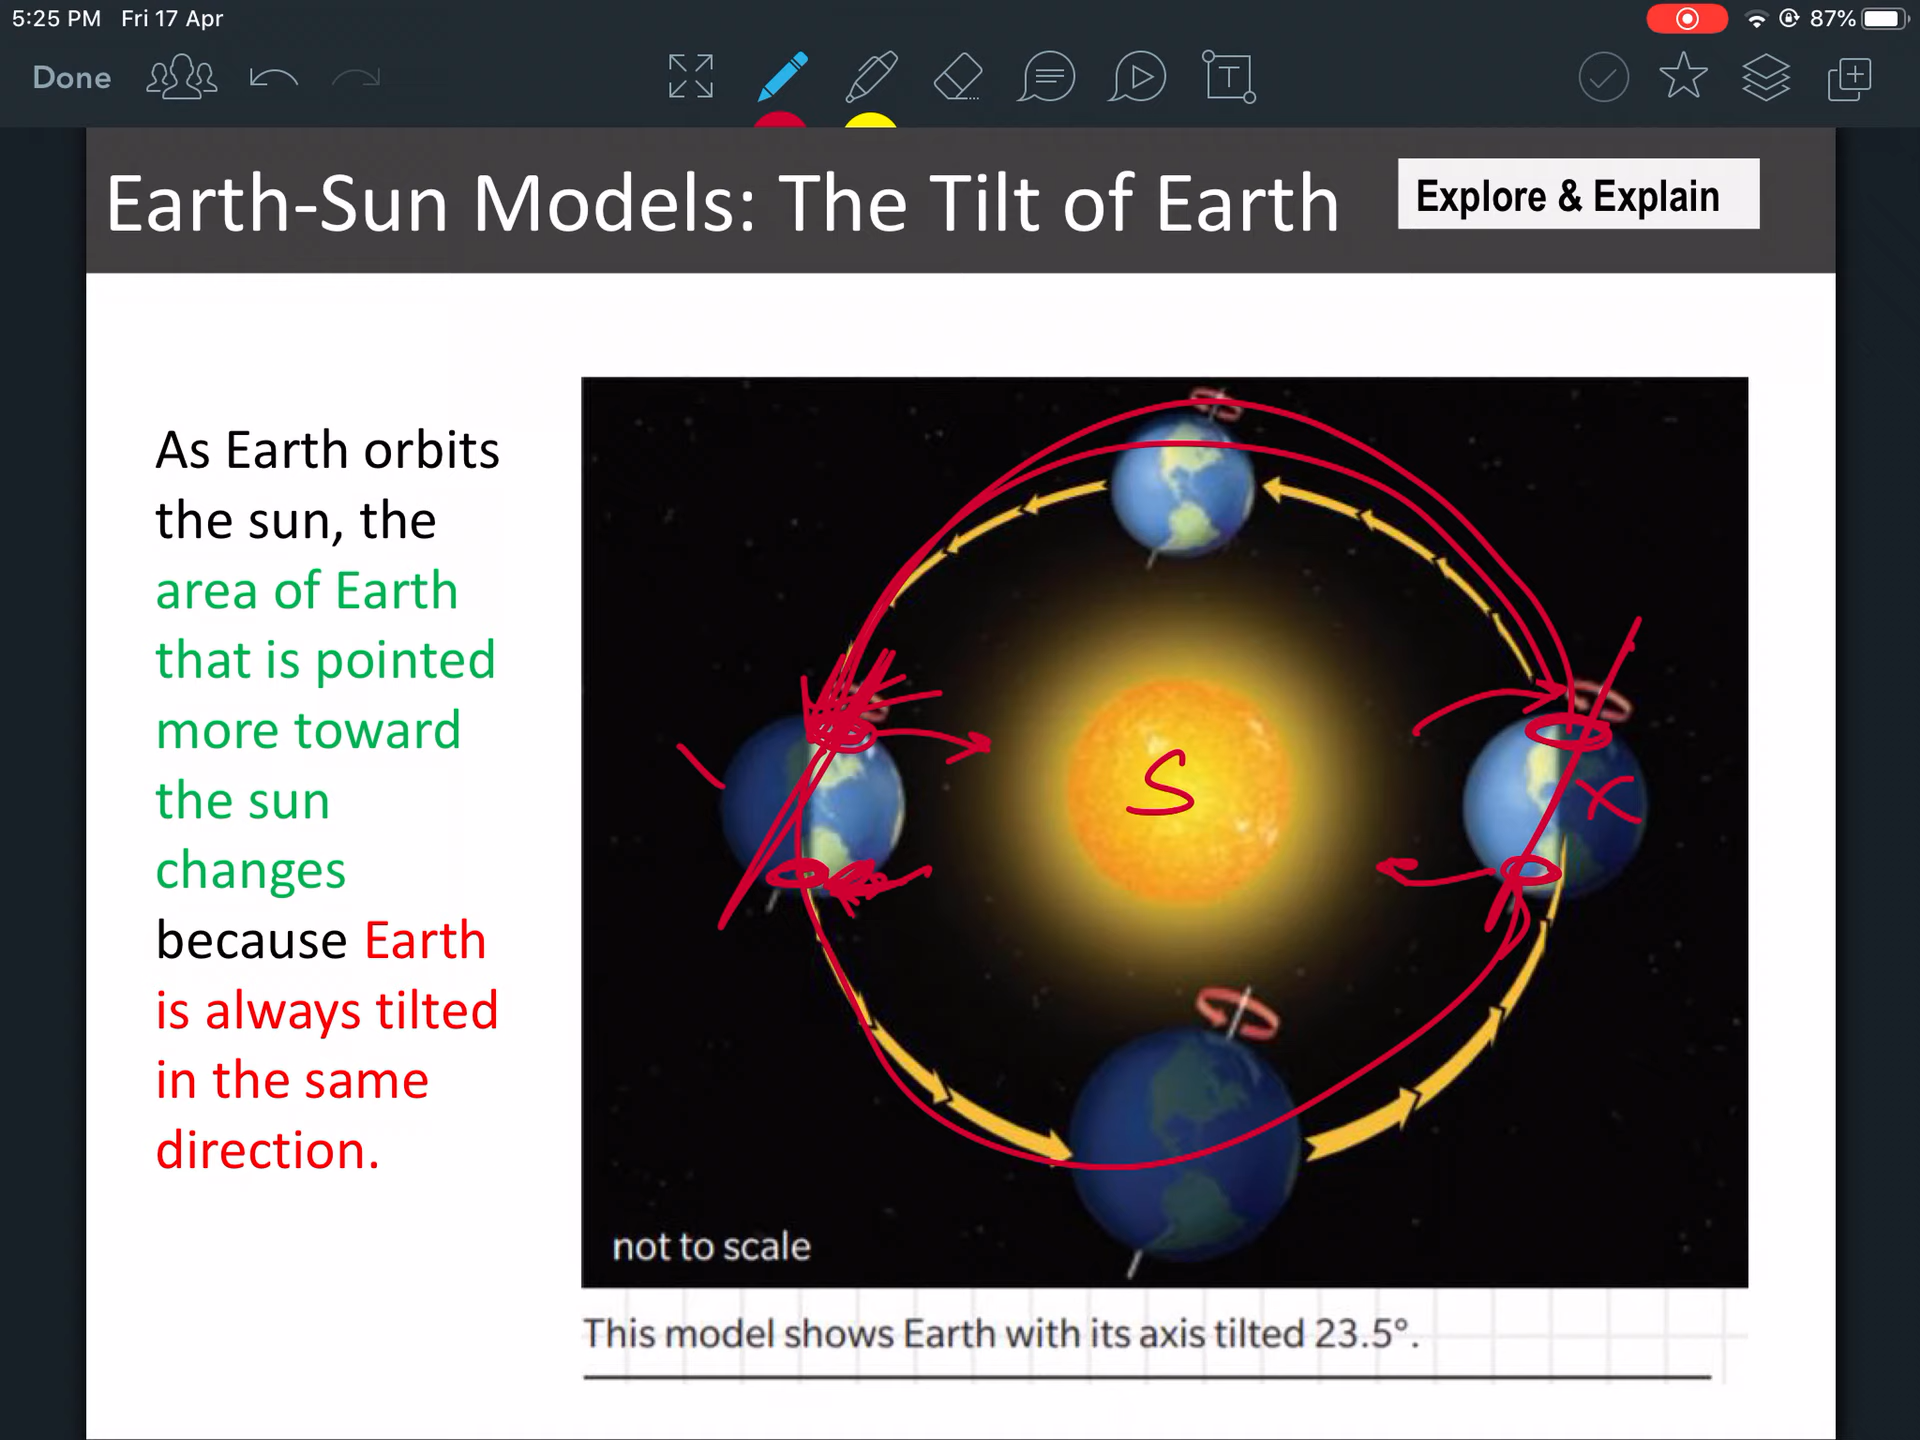 5:25 PM Fri 17 Apr
87%
Done
T
Earth-Sun Models: The Tilt of Earth
Explore & Explain
As Earth orbits
the sun, the
area of Earth
that is pointed
more toward
the sun
changes
because Earth
is always tilted
in the same
direction.
S
X
not to scale
This model shows Earth with its axis tilted 23.5°.